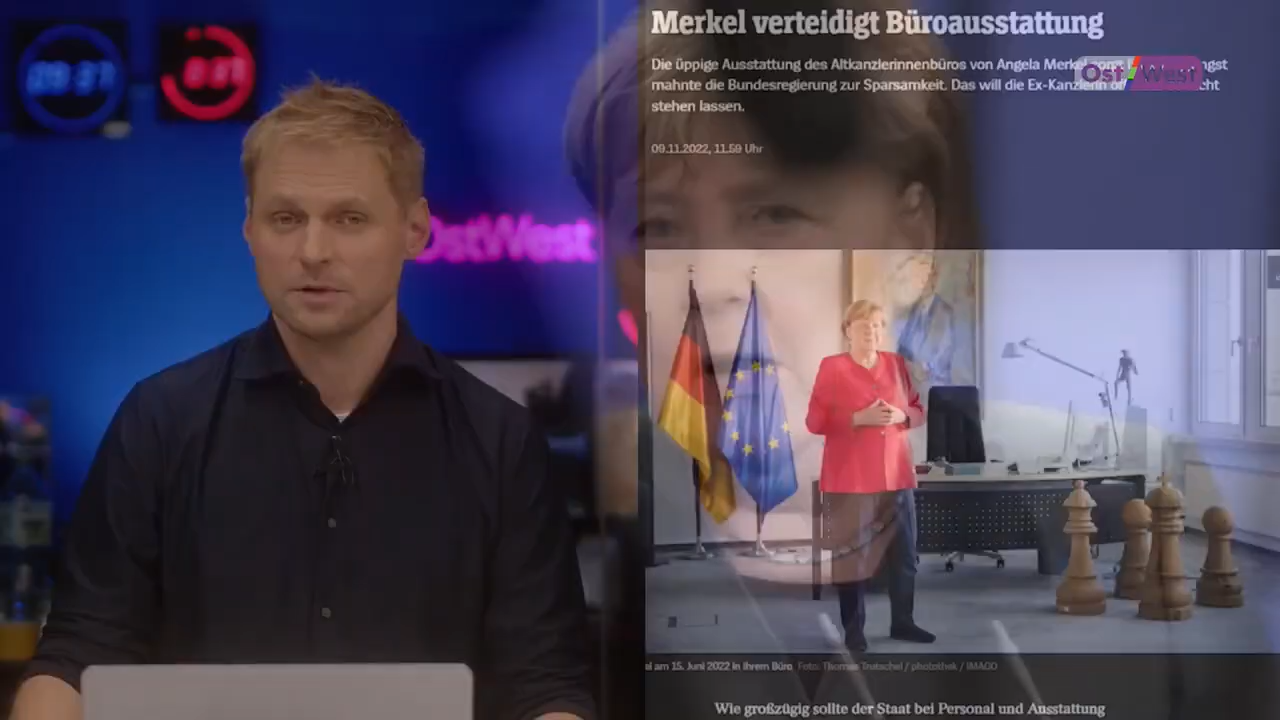 Merkel verteidigt Büroausstattung
Die üppige Ausstattung des Altkanzlerinnenbüros von Angela Merkel
mahnte die Bundesregierung zur Sparsamkeit. Das will die Ex-Kanzlerin
stehen lassen.
09.11.2022, 11.59 Uhr
Ost/West
OstWest
am 15. Juni 2022 in ihrem Büro Foto: Thomas Trutschel / photothek / IMAGO
Wie großzügig sollte der Staat bei Personal und Ausstattung